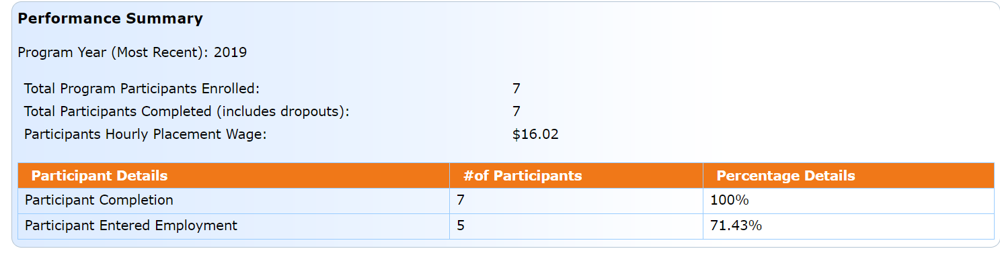 Performance Summary
Program Year (Most Recent): 2019
Total Program Participants Enrolled: 7
Total Participants Completed (includes dropouts): 7
Participants Hourly Placement Wage: $16.02
Participant Details #of Participants Percentage Details
Participant Completion 7 100%
Participant Entered Employment 5 71.43%